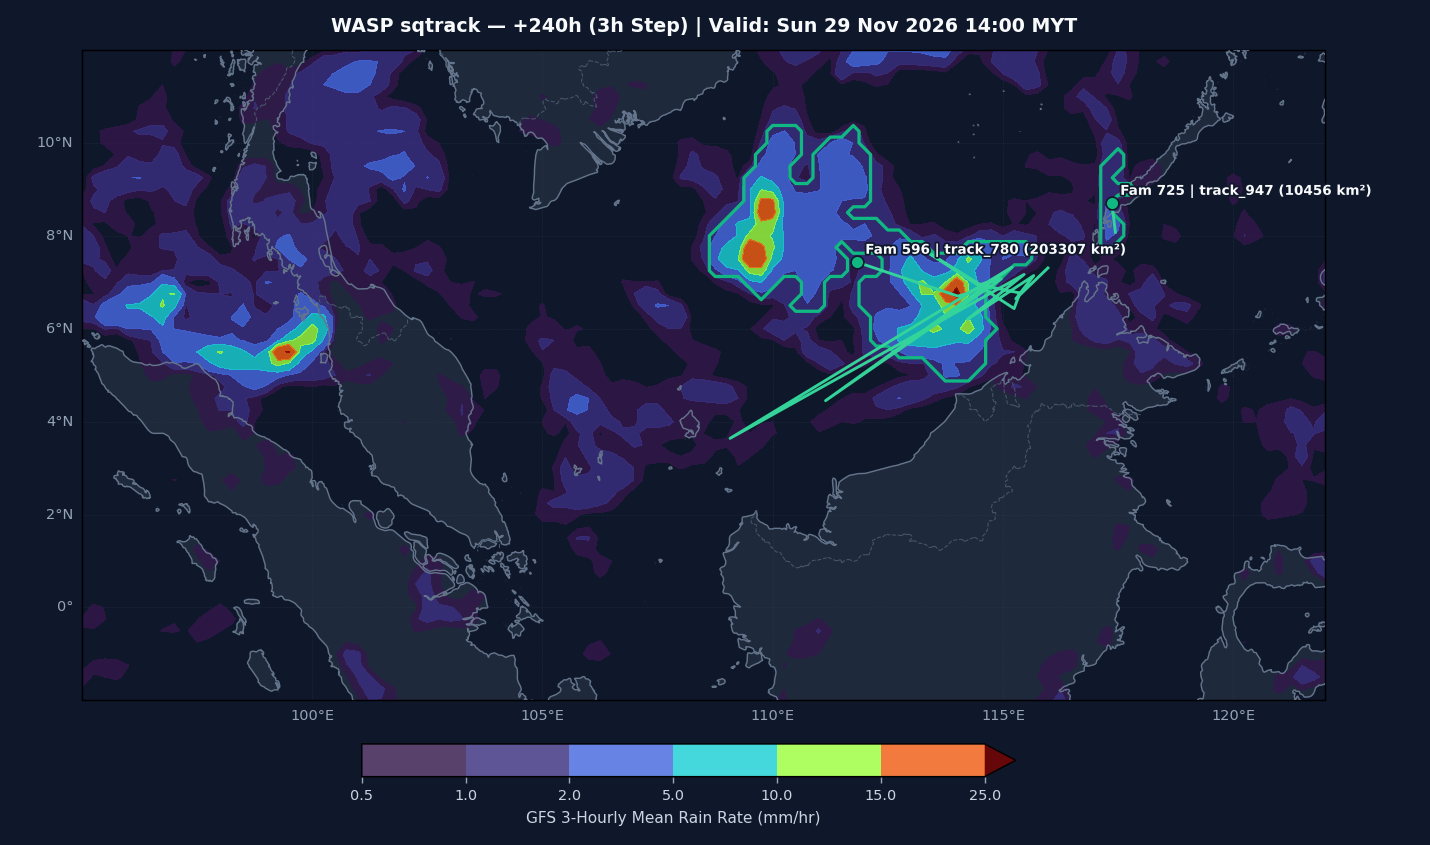 WASP sqtrack — +240h (3h Step) | Valid: Sun 29 Nov 2026 14:00 MYT
10°N
Fam 725 | track_947 (10456 km²)
8°N
Fam 596 | track_780 (203307 km²)
6°N
4°N
2°N
0°
100°E 105°E 110°E 115°E 120°E
0.5 1.0 2.0 5.0 10.0 15.0 25.0
GFS 3-Hourly Mean Rain Rate (mm/hr)